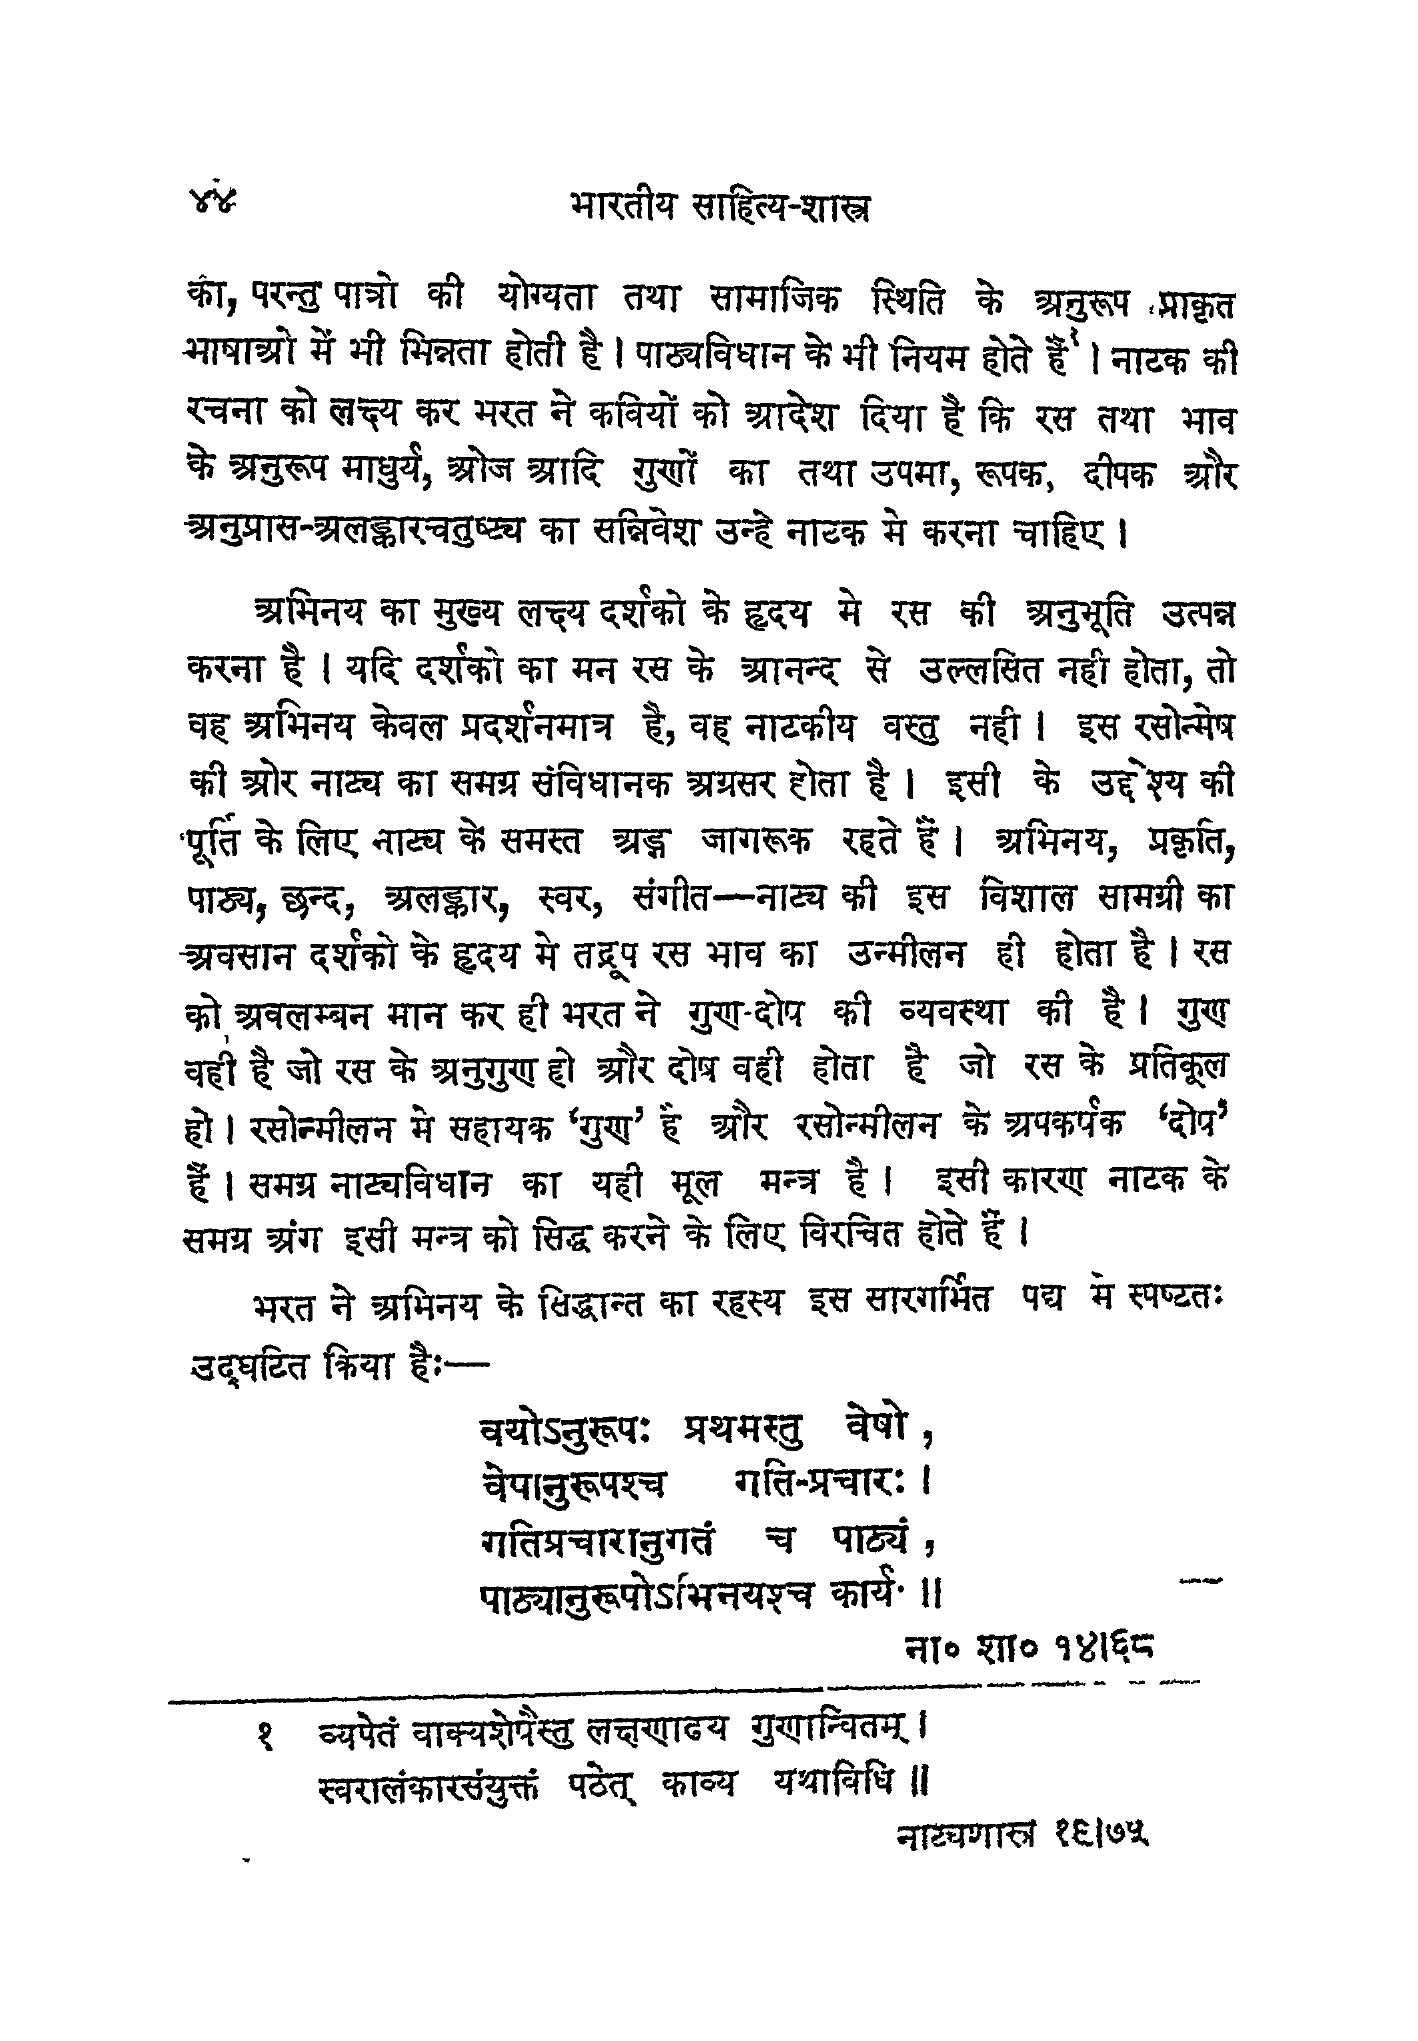 ४४ भारतीय साहित्य-शास्त्र
का, परन्तु पात्रो की योग्यता तथा सामाजिक स्थिति के अनुरूप प्राकृत
भाषाओ में भी भिन्नता होती है । पाठ्यविधान के भी नियम होते हैं१ । नाटक की
रचना को लक्ष्य कर भरत ने कवियों को आदेश दिया है कि रस तथा भाव
के अनुरूप माधुर्य, ओज आदि गुणों का तथा उपमा, रूपक, दीपक और
अनुप्रास-अलङ्कारचतुष्टय का सन्निवेश उन्हे नाटक मे करना चाहिए ।
अभिनय का मुख्य लक्ष्य दर्शको के हृदय मे रस की अनुभूति उत्पन्न
करना है । यदि दर्शको का मन रस के आनन्द से उल्लसित नही होता, तो
वह अभिनय केवल प्रदर्शनमात्र है, वह नाटकीय वस्तु नही । इस रसोन्मेष
की ओर नाट्य का समग्र संविधानक अग्रसर होता है । इसी के उद्देश्य की
पूर्ति के लिए नाट्य के समस्त अङ्ग जागरूक रहते हैं । अभिनय, प्रकृति,
पाठ्य, छन्द, अलङ्कार, स्वर, संगीत—नाट्य की इस विशाल सामग्री का
अवसान दर्शको के हृदय मे तद्रूप रस भाव का उन्मीलन ही होता है । रस
को अवलम्बन मान कर ही भरत ने गुण-दोप की व्यवस्था की है । गुण
वही है जो रस के अनुगुण हो और दोष वही होता है जो रस के प्रतिकूल
हो । रसोन्मीलन मे सहायक ‘गुण’ हैं और रसोन्मीलन के अपकर्पक ‘दोप’
हैं । समग्र नाट्यविधान का यही मूल मन्त्र है । इसी कारण नाटक के
समग्र अंग इसी मन्त्र को सिद्ध करने के लिए विरचित होते हैं ।
भरत ने अभिनय के सिद्धान्त का रहस्य इस सारगर्भित पद्य मे स्पष्टतः
उद्घटित किया है:—
वयोऽनुरूपः प्रथमस्तु वेषो ,
वेपानुरूपश्च गति-प्रचारः ।
गतिप्रचारानुगतं च पाठ्यं ,
पाठ्यानुरूपोऽभिनयश्च कार्यः ॥
ना० शा० १४।६८
१ व्यपेतं वाक्यशेपैस्तु लक्षणाढय गुणान्वितम् ।
स्वरालंकारसंयुक्तं पठेत् काव्य यथाविधि ॥
नाट्यशास्त्र १९।७५